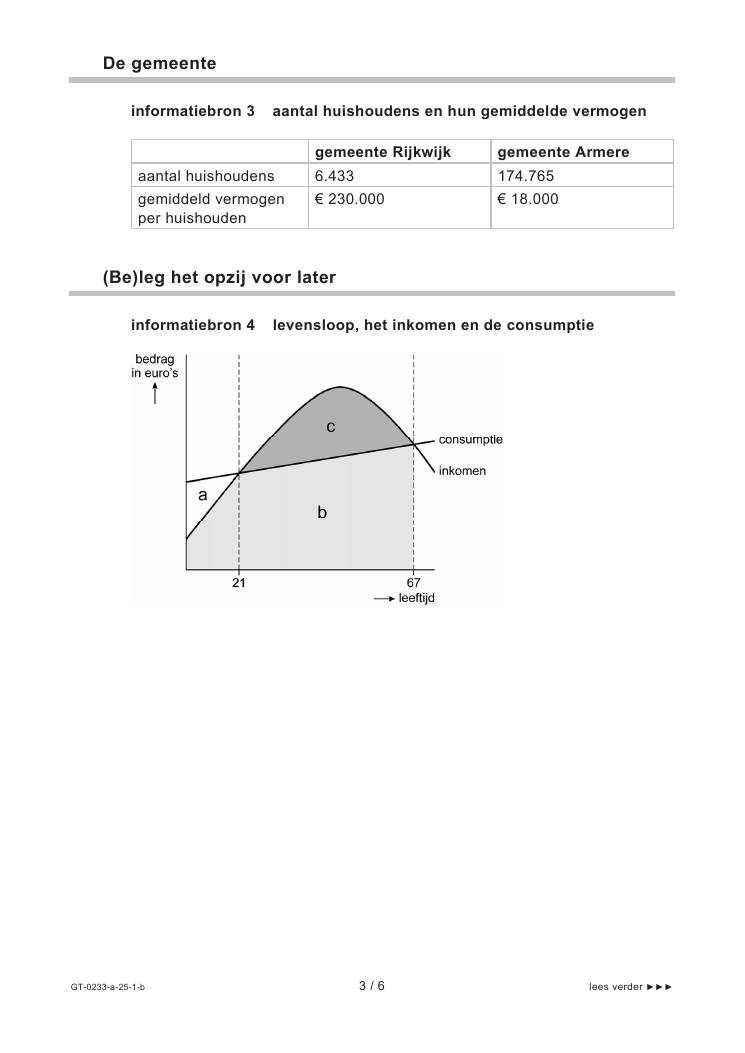 De gemeente
informatiebron 3 aantal huishoudens en hun gemiddelde vermogen
gemeente Rijkwijk gemeente Armere
aantal huishoudens 6.433 174.765
gemiddeld vermogen per huishouden € 230.000 € 18.000
(Be)leg het opzij voor later
informatiebron 4 levensloop, het inkomen en de consumptie
bedrag
in euro's
c
consumptie
inkomen
a
b
21 67
leeftijd
GT-0233-a-25-1-b 3 / 6 lees verder ►►►